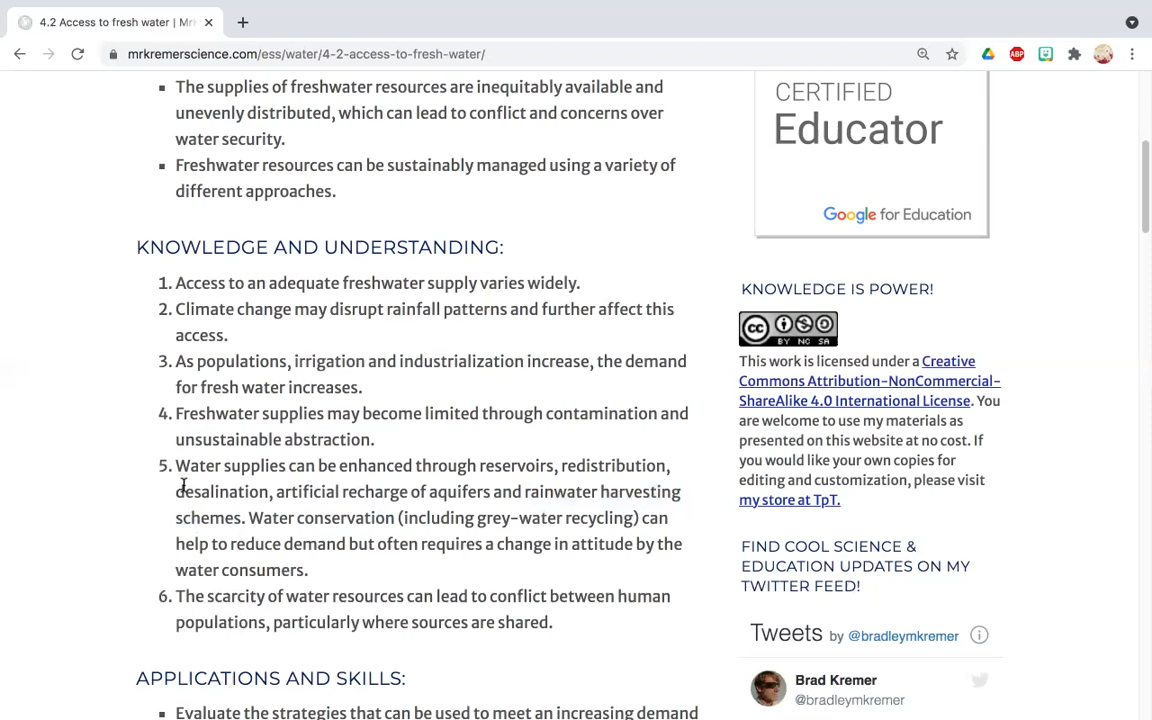 4.2 Access to fresh water | Mrk
mrkremerscience.com/ess/water/4-2-access-to-fresh-water/
ABP
▪ The supplies of freshwater resources are inequitably available and
unevenly distributed, which can lead to conflict and concerns over
water security.
▪ Freshwater resources can be sustainably managed using a variety of
different approaches.
KNOWLEDGE AND UNDERSTANDING:
1. Access to an adequate freshwater supply varies widely.
2. Climate change may disrupt rainfall patterns and further affect this
access.
3. As populations, irrigation and industrialization increase, the demand
for fresh water increases.
4. Freshwater supplies may become limited through contamination and
unsustainable abstraction.
5. Water supplies can be enhanced through reservoirs, redistribution,
desalination, artificial recharge of aquifers and rainwater harvesting
schemes. Water conservation (including grey-water recycling) can
help to reduce demand but often requires a change in attitude by the
water consumers.
6. The scarcity of water resources can lead to conflict between human
populations, particularly where sources are shared.
APPLICATIONS AND SKILLS:
▪ Evaluate the strategies that can be used to meet an increasing demand
CERTIFIED
Educator
Google for Education
KNOWLEDGE IS POWER!
cc
BY NC SA
This work is licensed under a Creative
Commons Attribution-NonCommercial-
ShareAlike 4.0 International License. You
are welcome to use my materials as
presented on this website at no cost. If
you would like your own copies for
editing and customization, please visit
my store at TpT.
FIND COOL SCIENCE &
EDUCATION UPDATES ON MY
TWITTER FEED!
Tweets by @bradleymkremer
Brad Kremer
@bradleymkremer